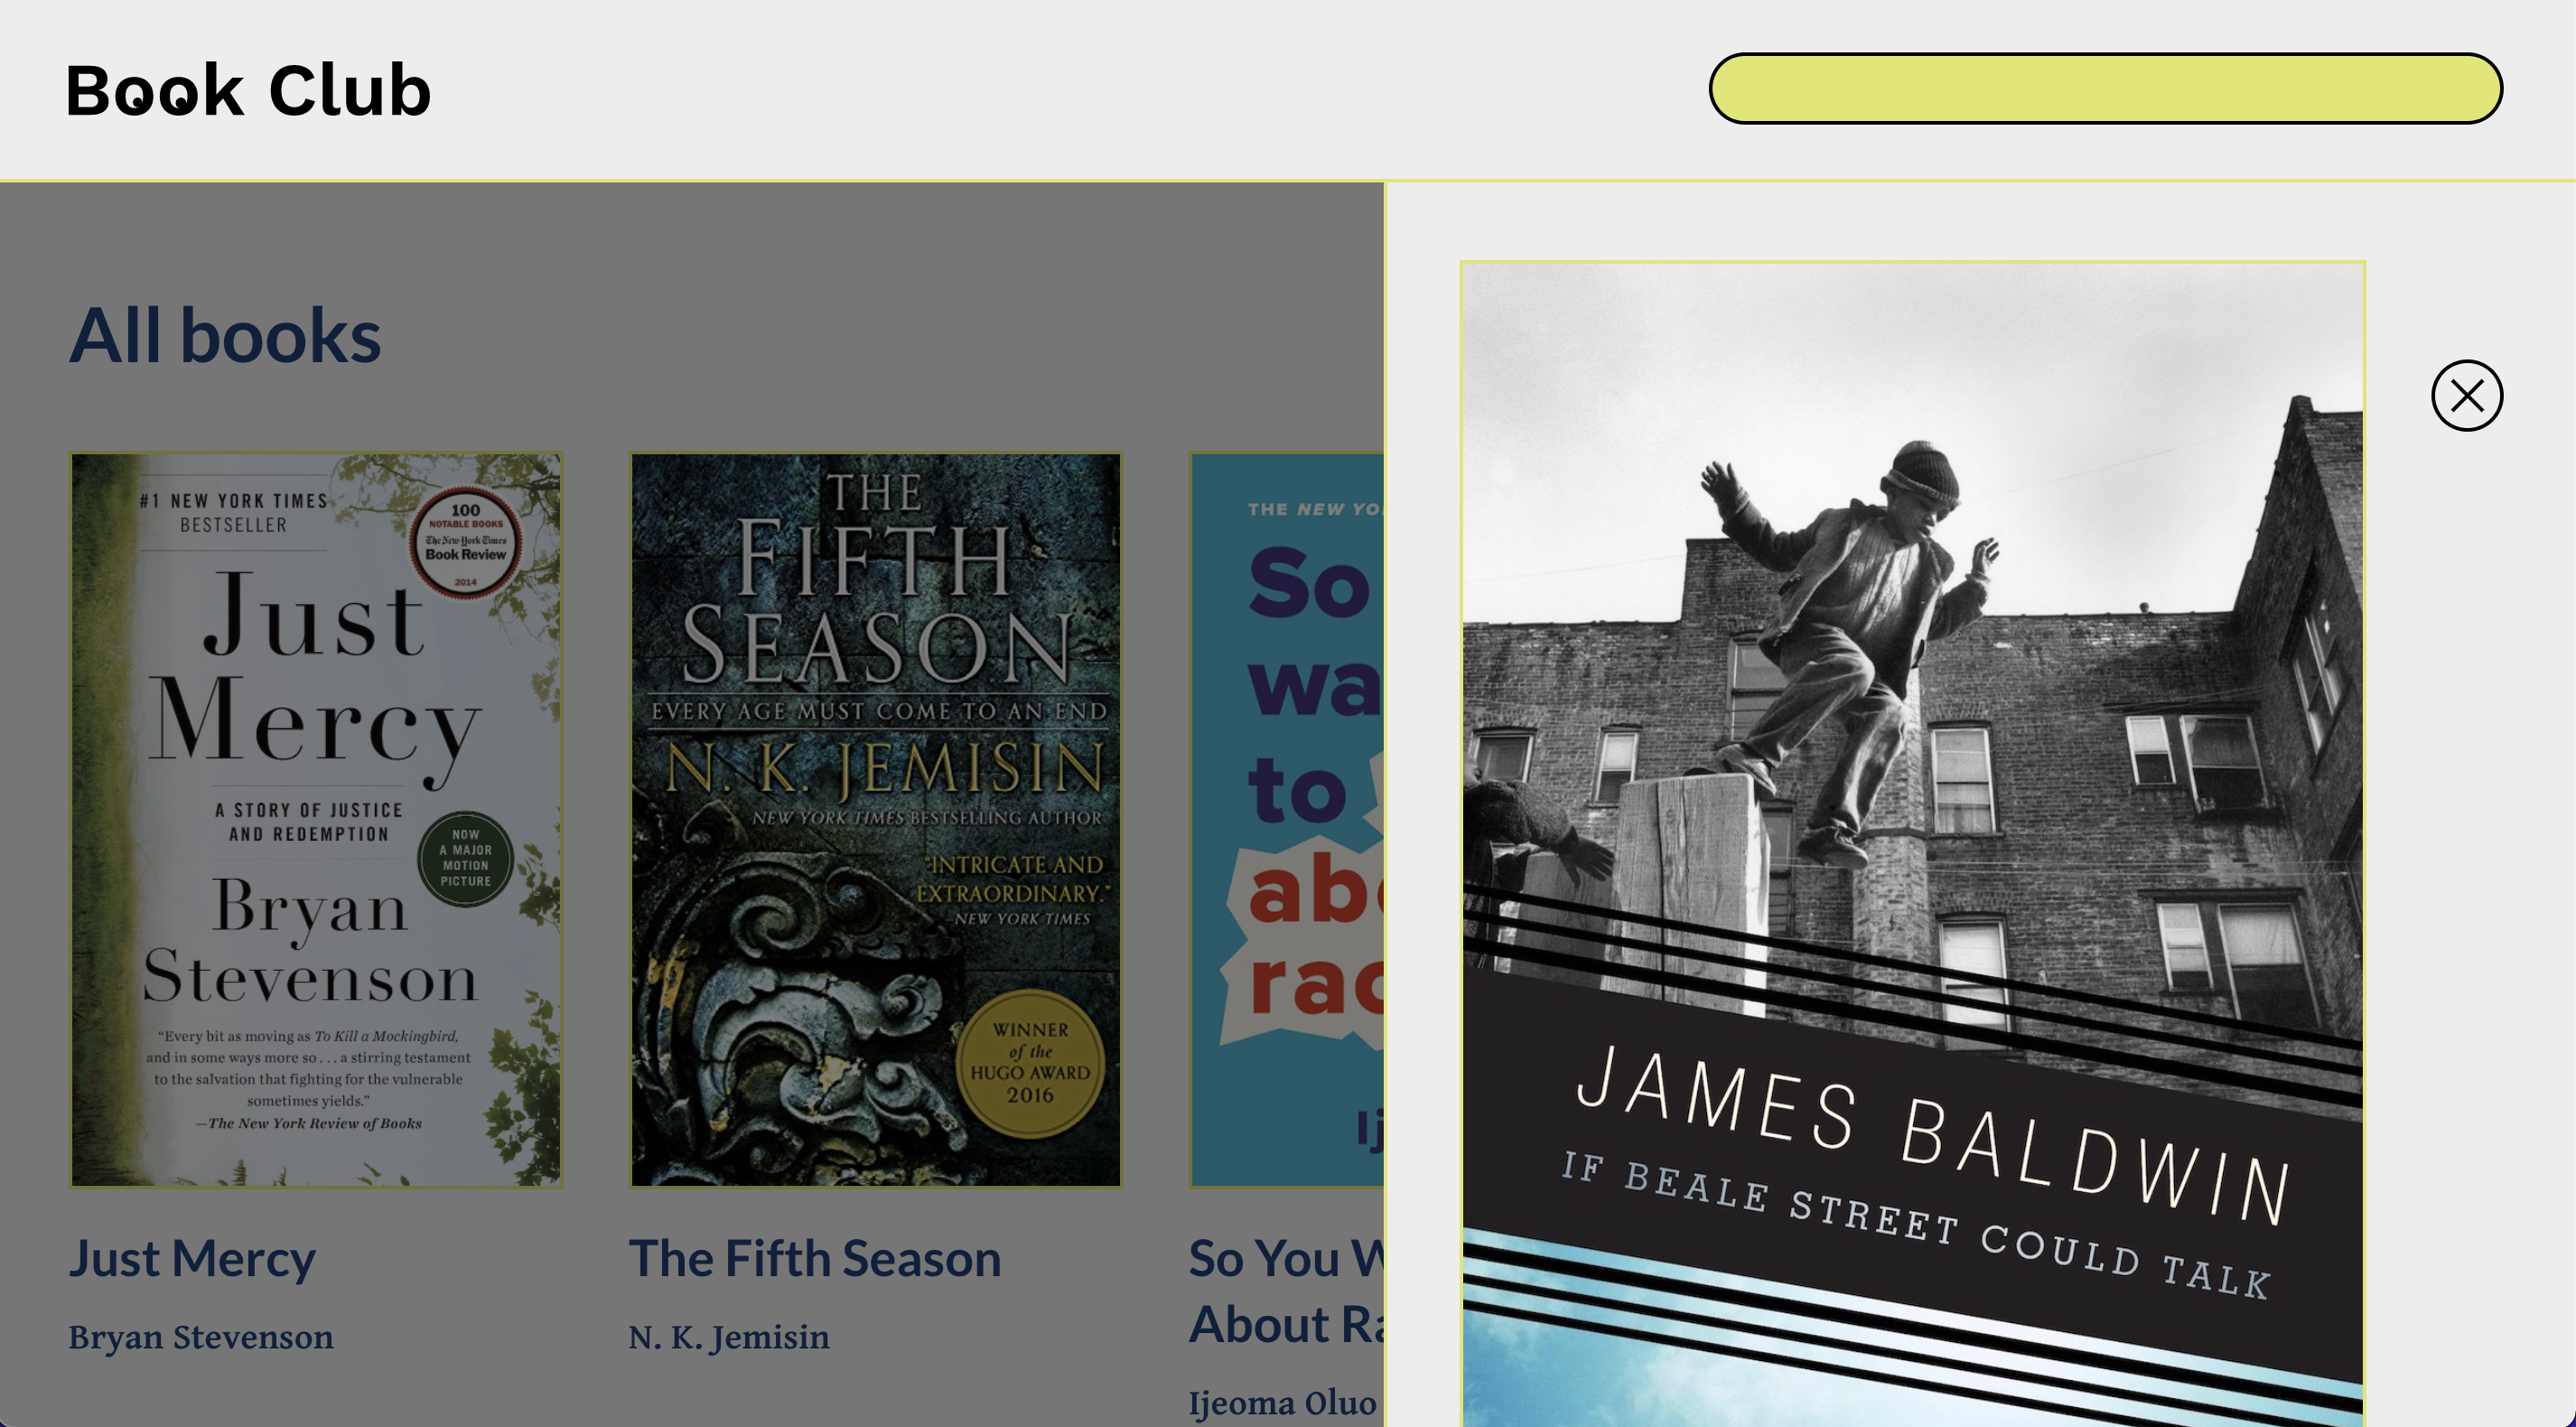 Book Club
All books
#1 NEW YORK TIMES
BESTSELLER
100
NOTABLE BOOKS
The New York Times
Book Review
2014
Just
Mercy
A STORY OF JUSTICE
AND REDEMPTION
NOW
A MAJOR
MOTION
PICTURE
Bryan
Stevenson
“Every bit as moving as To Kill a Mockingbird,
and in some ways more so . . . a stirring testament
to the salvation that fighting for the vulnerable
sometimes yields.”
—The New York Review of Books
Just Mercy
Bryan Stevenson
THE
FIFTH
SEASON
EVERY AGE MUST COME TO AN END
N. K. JEMISIN
NEW YORK TIMES BESTSELLING AUTHOR
"INTRICATE AND
EXTRAORDINARY."
–NEW YORK TIMES
WINNER
of the
HUGO AWARD
2016
The Fifth Season
N. K. Jemisin
THE NEW YO
So
wa
to
abo
rac
Ij
So You W
About Ra
Ijeoma Oluo
JAMES BALDWIN
IF BEALE STREET COULD TALK